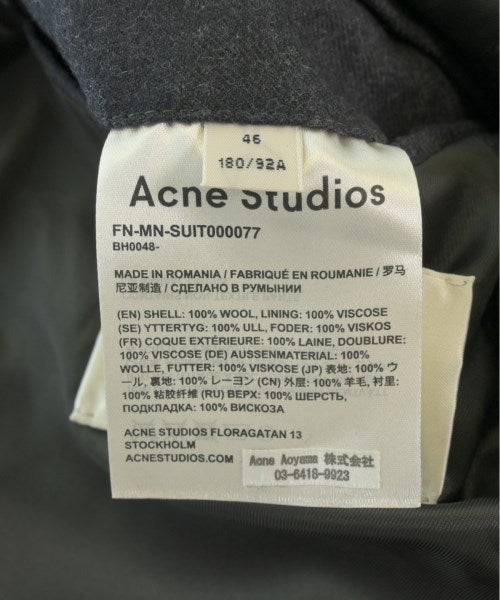 46
180/92A
Acne Studios
FN-MN-SUIT000077
BH0048-
MADE IN ROMANIA / FABRIQUÉ EN ROUMANIE / 罗马
尼亚制造 / СДЕЛАНО В РУМЫНИИ
(EN) SHELL: 100% WOOL, LINING: 100% VISCOSE
(SE) YTTERTYG: 100% ULL, FODER: 100% VISKOS
(FR) COQUE EXTÉRIEURE: 100% LAINE, DOUBLURE:
100% VISCOSE (DE) AUSSENMATERIAL: 100%
WOLLE, FUTTER: 100% VISKOSE (JP) 表地: 100% ウ
ール, 裏地: 100% レーヨン (CN) 外层: 100% 羊毛, 衬里:
100% 粘胶纤维 (RU) ВЕРХ: 100% ШЕРСТЬ,
ПОДКЛАДКА: 100% ВИСКОЗА
ACNE STUDIOS FLORAGATAN 13
STOCKHOLM
ACNESTUDIOS.COM
Acne Aoyama 株式会社
03-6418-9923